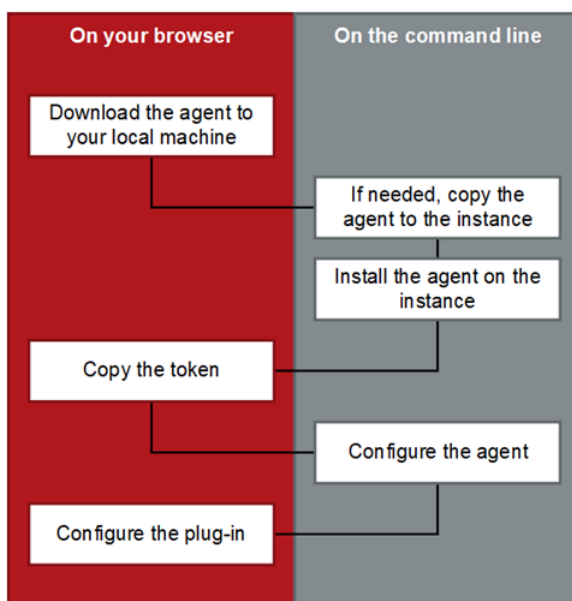 On your browser
On the command line
Download the agent to
your local machine
If needed, copy the
agent to the instance
Install the agent on the
instance
Copy the token
Configure the agent
Configure the plug-in